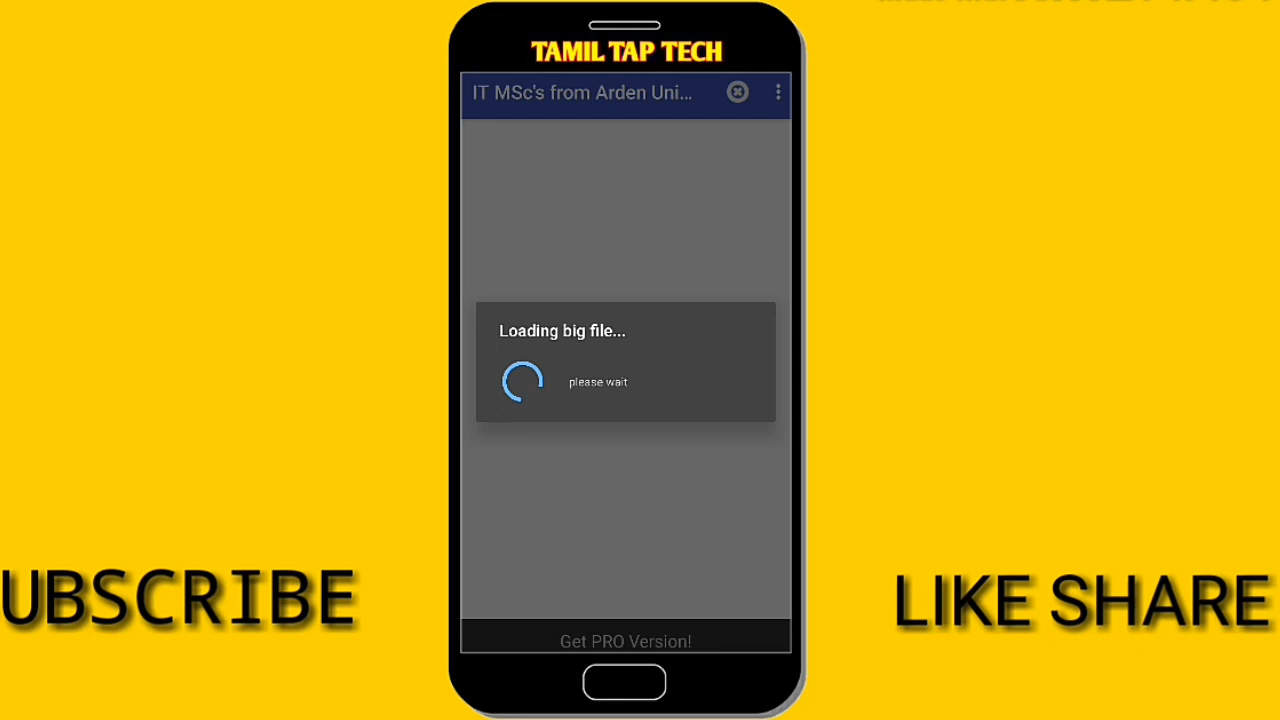 TAMIL TAP TECH
IT MSc's from Arden Uni...
Loading big file...
please wait
UBSCRIBE
LIKE SHARE
Get PRO Version!